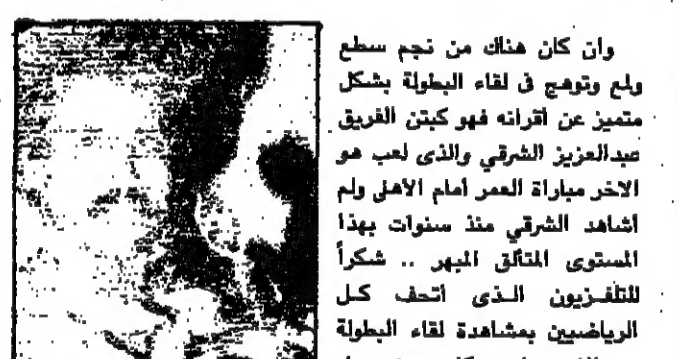 وان كان هناك من نجم سطع
ولمع وتوهج فى لقاء البطولة بشكل
متميز عن اقرانه فهو كبتن الفريق
عبدالعزيز الشرقي والذى لعب هو
الاخر مباراة العمر أمام الأهلى ولم
أشاهد الشرقي منذ سنوات بهذا
المستوى المتألق المبهر .. شكراً
للتلفزيون الذى اتحف كل
الرياضيين بمشاهدة لقاء البطولة